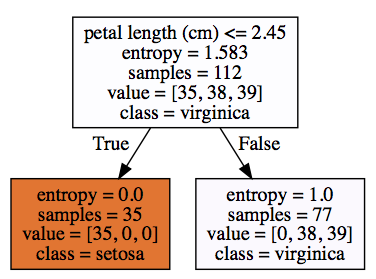 petal length (cm) <= 2.45
entropy = 1.583
samples = 112
value = [35, 38, 39]
class = virginica
True
False
entropy = 0.0
samples = 35
value = [35, 0, 0]
class = setosa
entropy = 1.0
samples = 77
value = [0, 38, 39]
class = virginica